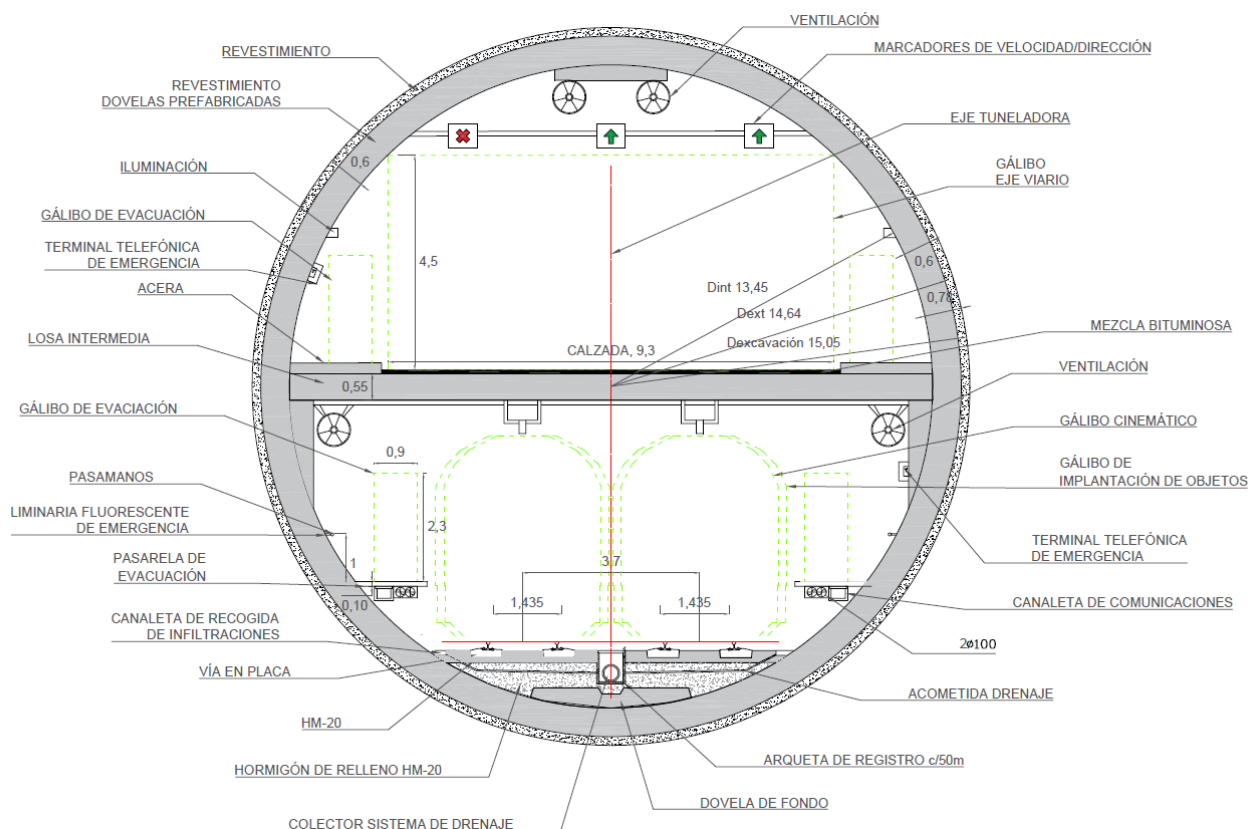 VENTILACIÓN
REVESTIMIENTO
MARCADORES DE VELOCIDAD/DIRECCIÓN
REVESTIMIENTO
DOVELAS PREFABRICADAS
EJE TUNELADORA
ILUMINACIÓN
0,6
GÁLIBO
EJE VIARIO
GÁLIBO DE EVACUACIÓN
TERMINAL TELEFÓNICA
DE EMERGENCIA
4,5
0,6
ACERA
Dint 13,45
0,70
Dext 14,64
LOSA INTERMEDIA
Dexcavación 15,05
MEZCLA BITUMINOSA
CALZADA, 9,3
VENTILACIÓN
0,55
GÁLIBO DE EVACIACIÓN
GÁLIBO CINEMÁTICO
0,9
PASAMANOS
GÁLIBO DE
IMPLANTACIÓN DE OBJETOS
LIMINARIA FLUORESCENTE
DE EMERGENCIA
2,3
TERMINAL TELEFÓNICA
DE EMERGENCIA
PASARELA DE
EVACUACIÓN
1
3,7
0,10
1,435
1,435
CANALETA DE COMUNICACIONES
CANALETA DE RECOGIDA
DE INFILTRACIONES
2ø100
VÍA EN PLACA
ACOMETIDA DRENAJE
HM-20
HORMIGÓN DE RELLENO HM-20
ARQUETA DE REGISTRO c/50m
DOVELA DE FONDO
COLECTOR SISTEMA DE DRENAJE